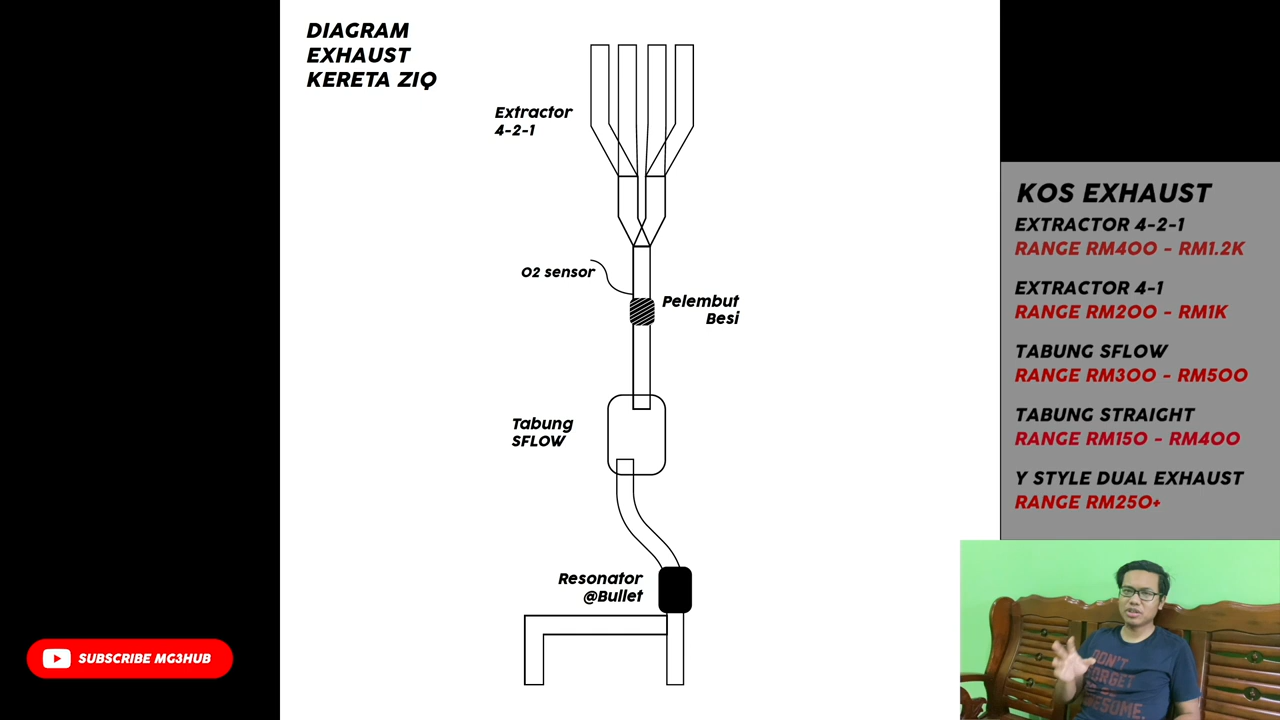 DIAGRAM
EXHAUST
KERETA ZIQ
Extractor
4-2-1
O2 sensor
Pelembut
Besi
Tabung
SFLOW
Resonator
@Bullet
SUBSCRIBE MG3HUB
KOS EXHAUST
EXTRACTOR 4-2-1
RANGE RM400 - RM1.2K
EXTRACTOR 4-1
RANGE RM200 - RM1K
TABUNG SFLOW
RANGE RM300 - RM500
TABUNG STRAIGHT
RANGE RM150 - RM400
Y STYLE DUAL EXHAUST
RANGE RM250+
DON'T
FORGET